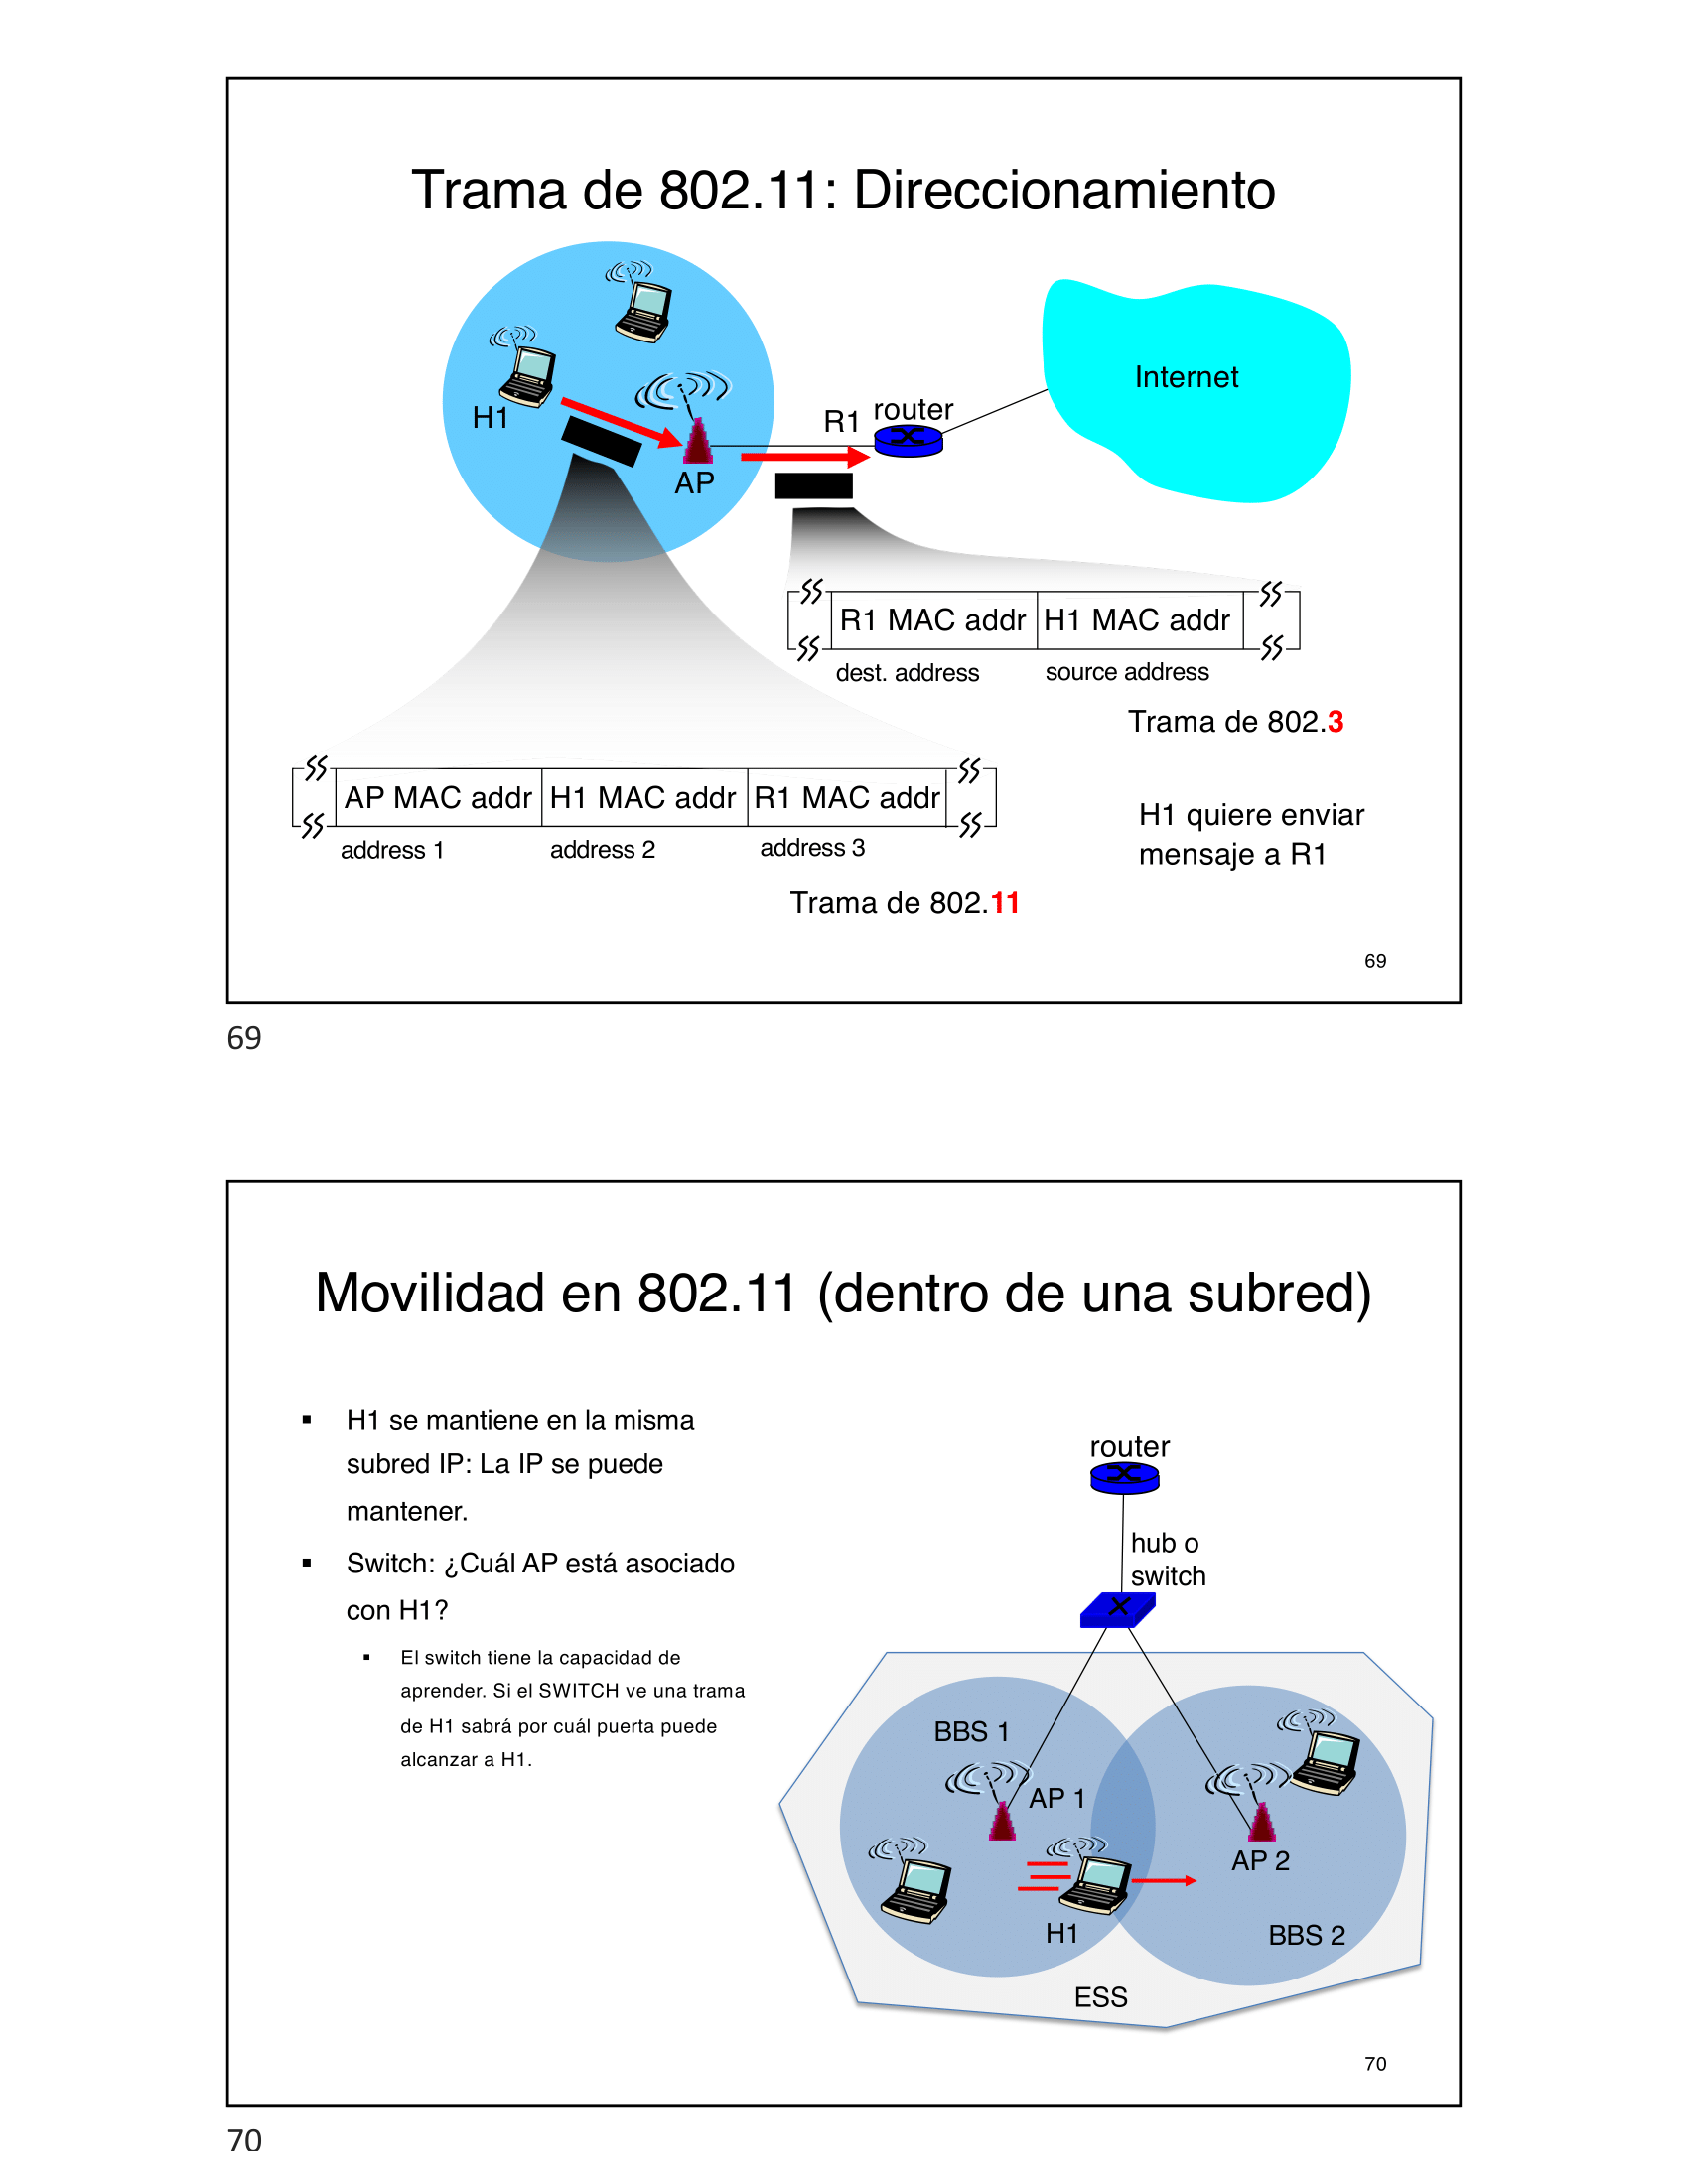 Trama de 802.11: Direccionamiento
Internet
H1
R1
router
AP
R1 MAC addr H1 MAC addr
dest. address source address
Trama de 802.3
AP MAC addr H1 MAC addr R1 MAC addr
address 1 address 2 address 3
H1 quiere enviar
mensaje a R1
Trama de 802.11
69
69
Movilidad en 802.11 (dentro de una subred)
▪ H1 se mantiene en la misma
subred IP: La IP se puede
mantener.
▪ Switch: ¿Cuál AP está asociado
con H1?
▪ El switch tiene la capacidad de
aprender. Si el SWITCH ve una trama
de H1 sabrá por cuál puerta puede
alcanzar a H1.
router
hub o
switch
BBS 1
AP 1
AP 2
H1
BBS 2
ESS
70
70